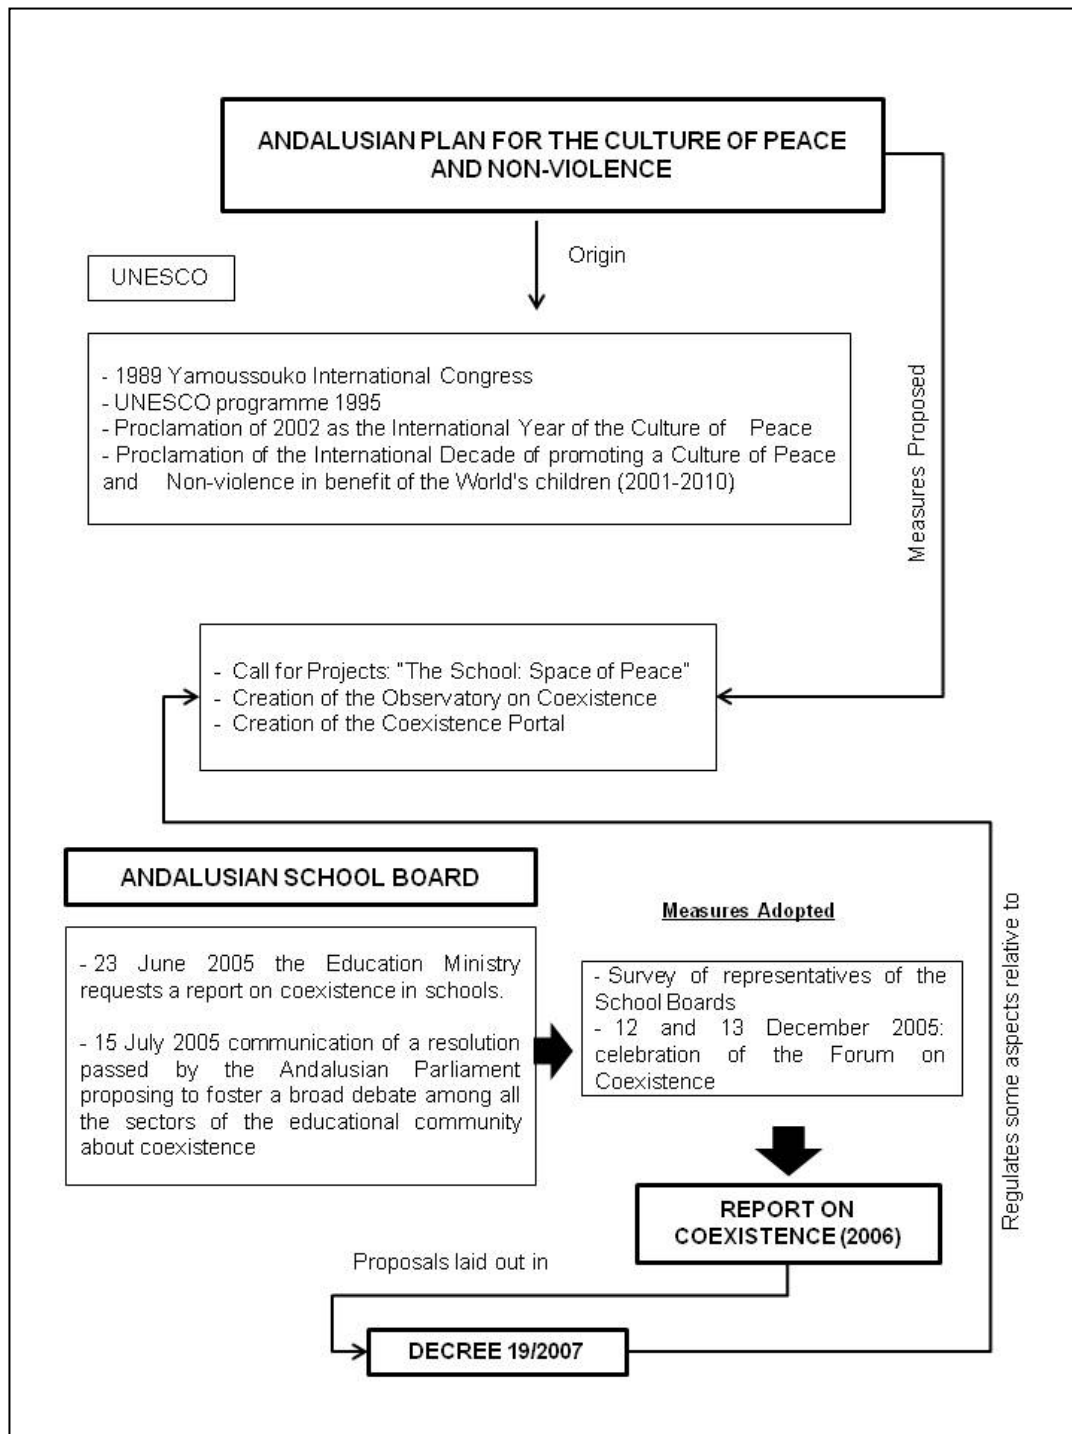 ANDALUSIAN PLAN FOR THE CULTURE OF PEACE
AND NON-VIOLENCE
Origin
UNESCO
- 1989 Yamoussouko International Congress
- UNESCO programme 1995
- Proclamation of 2002 as the International Year of the Culture of Peace
- Proclamation of the International Decade of promoting a Culture of Peace
and Non-violence in benefit of the World's children (2001-2010)
Measures Proposed
- Call for Projects: "The School: Space of Peace"
- Creation of the Observatory on Coexistence
- Creation of the Coexistence Portal
ANDALUSIAN SCHOOL BOARD
- 23 June 2005 the Education Ministry
requests a report on coexistence in schools.
- 15 July 2005 communication of a resolution
passed by the Andalusian Parliament
proposing to foster a broad debate among all
the sectors of the educational community
about coexistence
Measures Adopted
- Survey of representatives of the
School Boards
- 12 and 13 December 2005:
celebration of the Forum on
Coexistence
REPORT ON
COEXISTENCE (2006)
Proposals laid out in
DECREE 19/2007
Regulates some aspects relative to